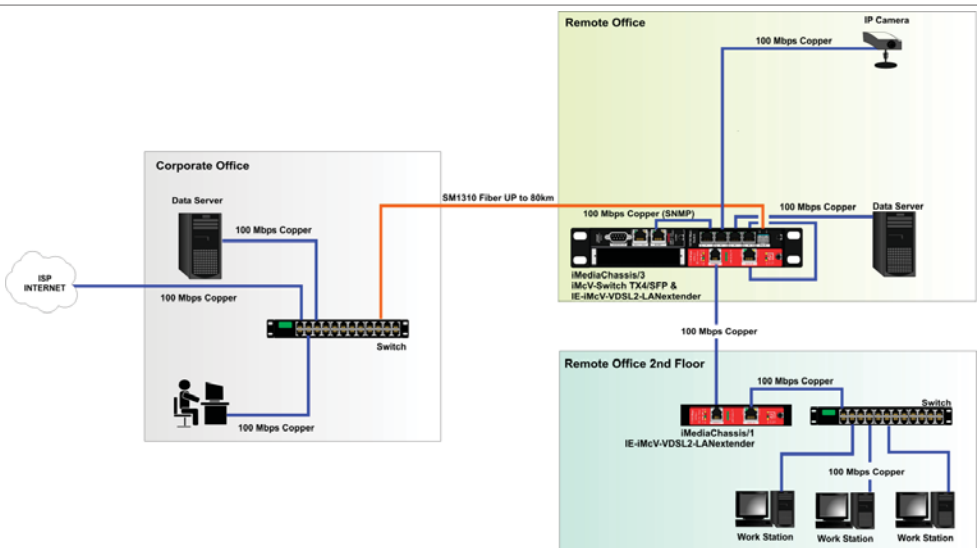 Remote Office
IP Camera
100 Mbps Copper
Corporate Office
SM1310 Fiber UP to 80km
Data Server
100 Mbps Copper
100 Mbps Copper (SNMP)
100 Mbps Copper
Data Server
ISP
INTERNET
100 Mbps Copper
iMediaChassis/3
iMcV-Switch TX4/SFP &
IE-iMcV-VDSL2-LANextender
Switch
100 Mbps Copper
100 Mbps Copper
Remote Office 2nd Floor
100 Mbps Copper
Switch
iMediaChassis/1
IE-iMcV-VDSL2-LANextender
100 Mbps Copper
Work Station
Work Station
Work Station